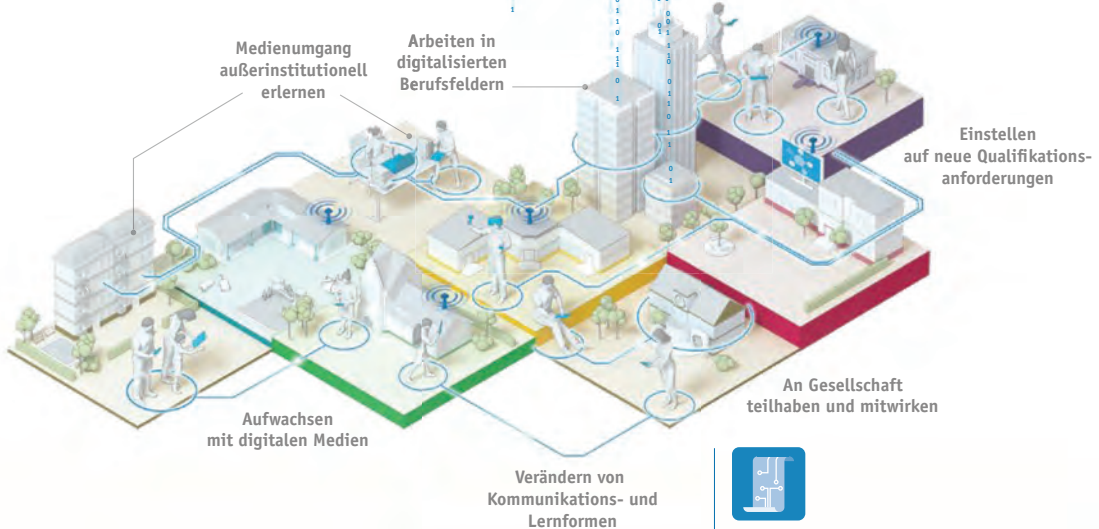 Medienumgang
außerinstitutionell
erlernen
Arbeiten in
digitalisierten
Berufsfeldern
Einstellen
auf neue Qualifikations-
anforderungen
An Gesellschaft
teilhaben und mitwirken
Aufwachsen
mit digitalen Medien
Verändern von
Kommunikations- und
Lernformen